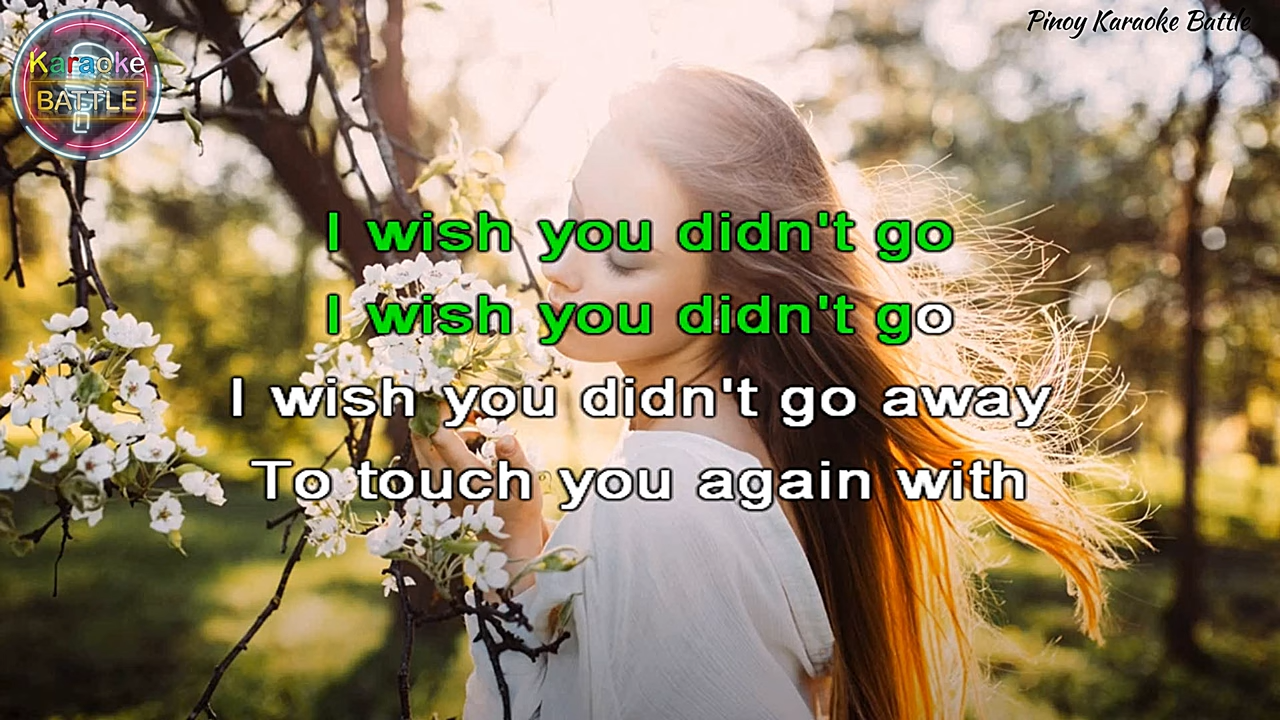 Karaoke
BATTLE
Pinoy Karaoke Battle
I wish you didn't go
I wish you didn't go
I wish you didn't go away
To touch you again with